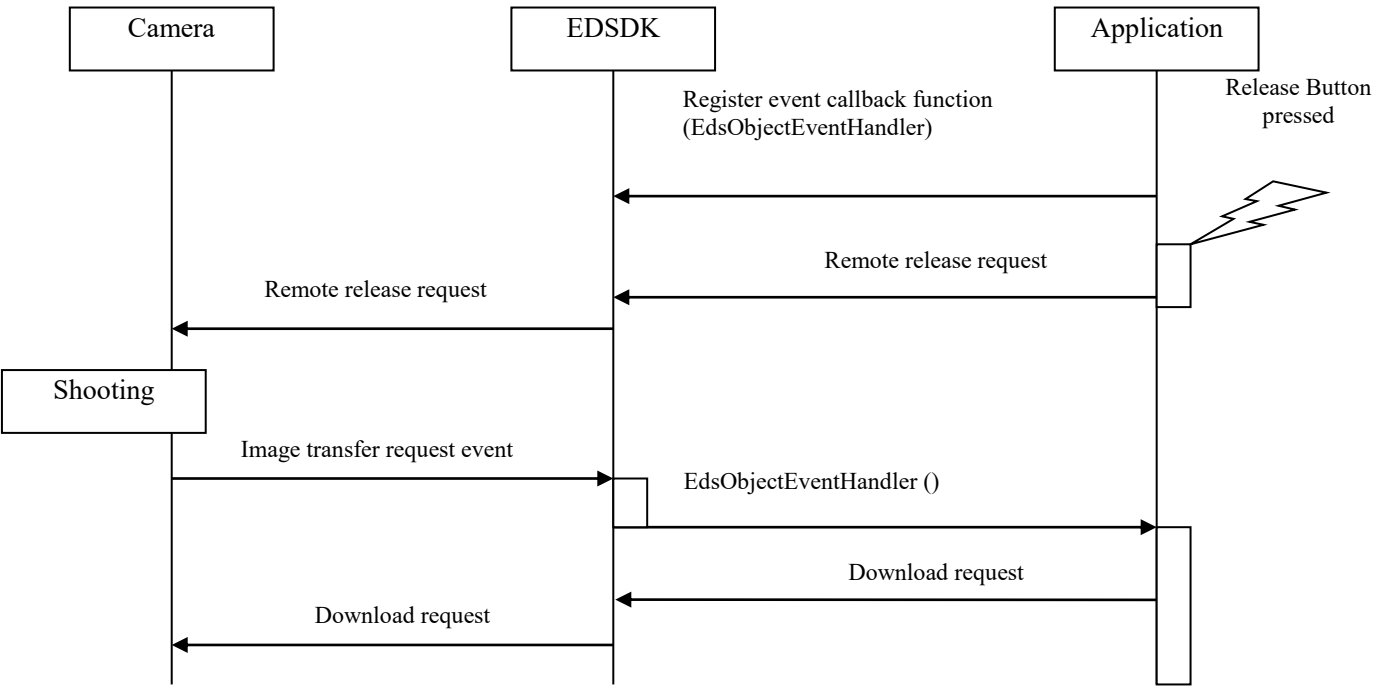 Camera
EDSDK
Application
Release Button
pressed
Register event callback function
(EdsObjectEventHandler)
Remote release request
Remote release request
Shooting
Image transfer request event
EdsObjectEventHandler ()
Download request
Download request